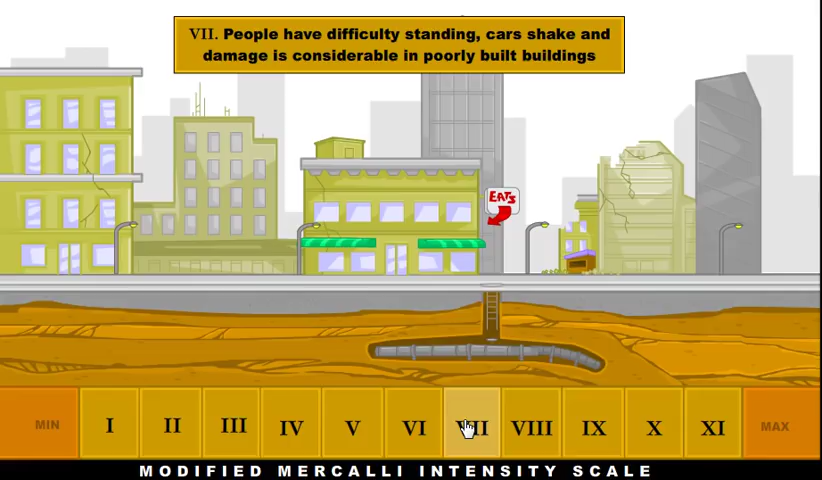 VII. People have difficulty standing, cars shake and
damage is considerable in poorly built buildings
EATS
MIN I II III IV V VI VII VIII IX X XI MAX
MODIFIED MERCALLI INTENSITY SCALE